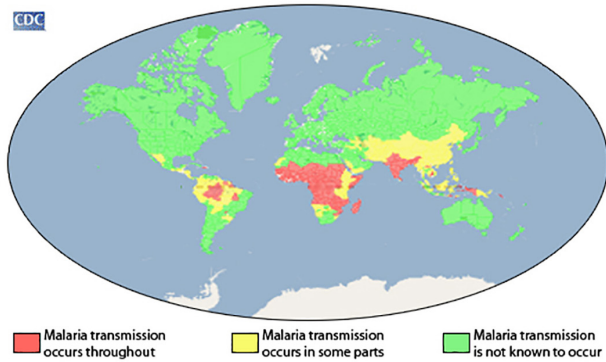 CDC
Malaria transmission
occurs throughout
Malaria transmission
occurs in some parts
Malaria transmission
is not known to occur